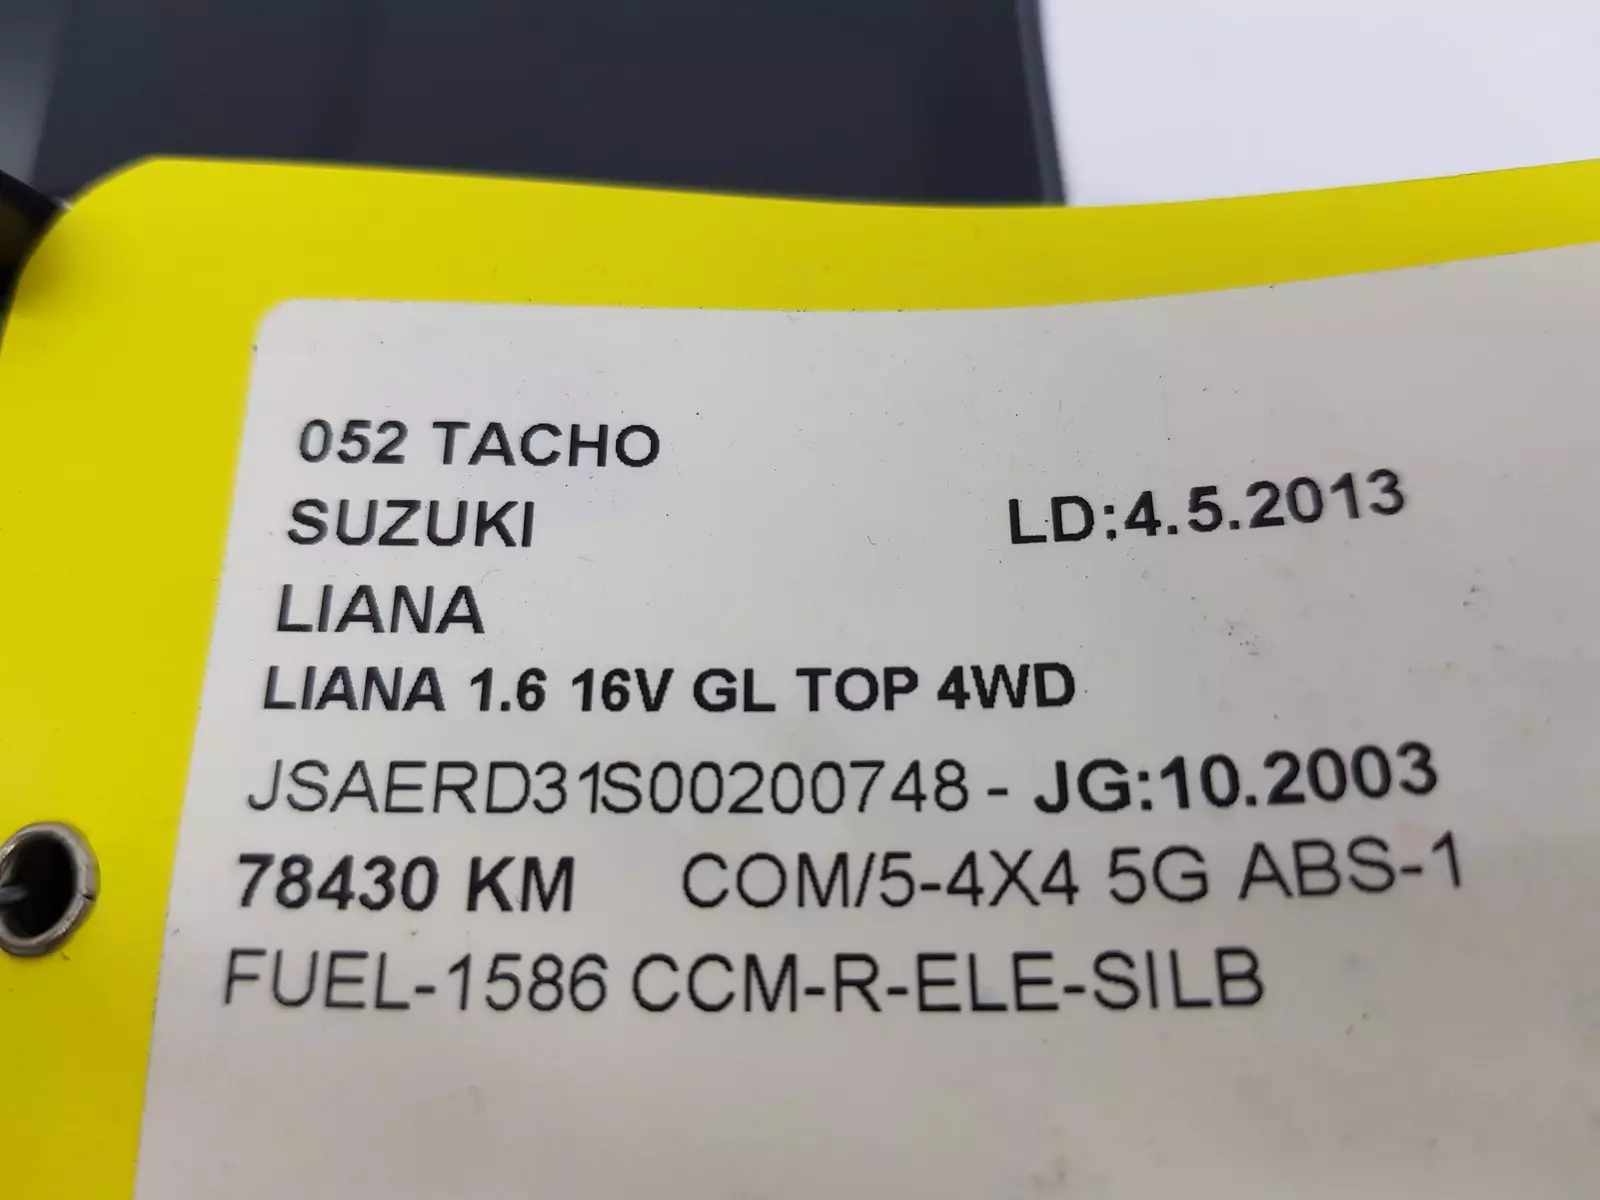 052 TACHO
SUZUKI LD:4.5.2013
LIANA
LIANA 1.6 16V GL TOP 4WD
JSAERD31S00200748 - JG:10.2003
78430 KM COM/5-4X4 5G ABS-1
FUEL-1586 CCM-R-ELE-SILB